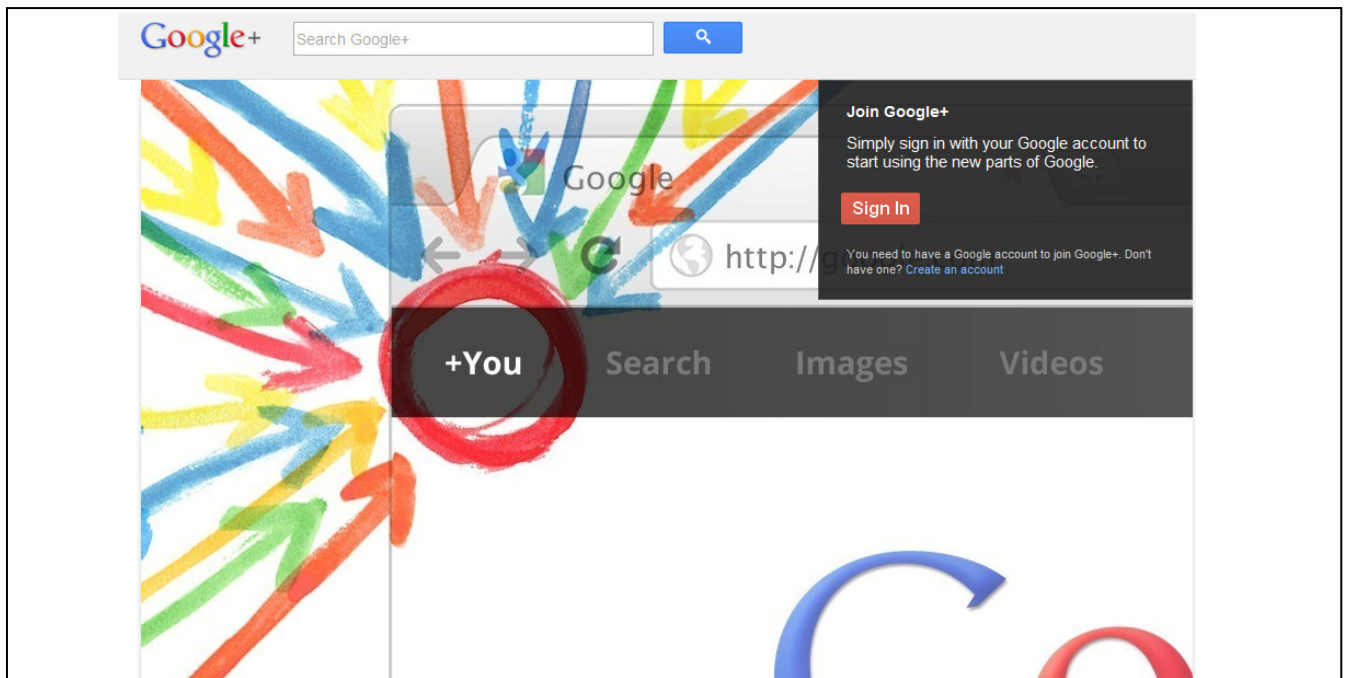 Google+
Search Google+
Join Google+
Simply sign in with your Google account to
start using the new parts of Google.
Sign In
You need to have a Google account to join Google+. Don't
have one? Create an account
Google
http://g
+You
Search
Images
Videos
Go